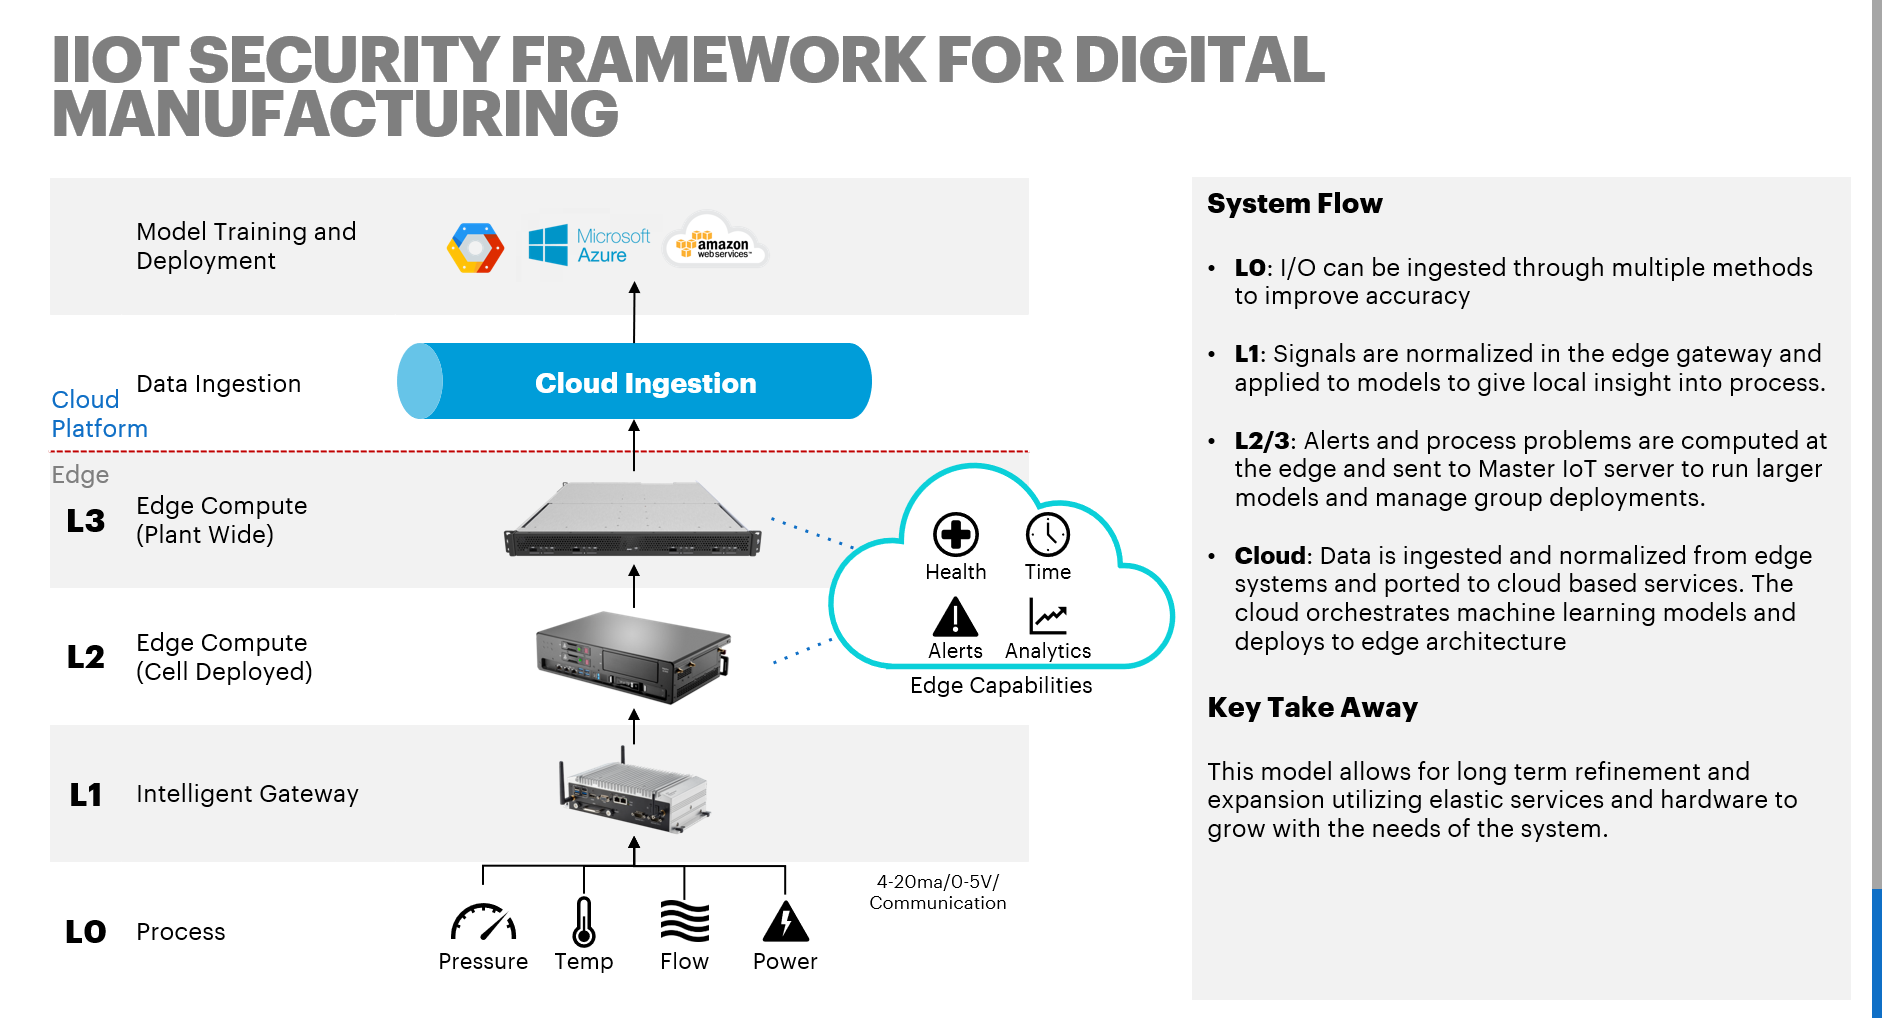 IIOT SECURITY FRAMEWORK FOR DIGITAL
MANUFACTURING
Model Training and
Deployment
Microsoft
Azure
amazon
webservices™
Data Ingestion
Cloud Ingestion
Cloud
Platform
Edge
L3
Edge Compute
(Plant Wide)
L2
Edge Compute
(Cell Deployed)
Health
Time
Alerts
Analytics
Edge Capabilities
L1
Intelligent Gateway
4-20ma/0-5V/
Communication
L0
Process
Pressure
Temp
Flow
Power
System Flow
• L0: I/O can be ingested through multiple methods
to improve accuracy
• L1: Signals are normalized in the edge gateway and
applied to models to give local insight into process.
• L2/3: Alerts and process problems are computed at
the edge and sent to Master IoT server to run larger
models and manage group deployments.
• Cloud: Data is ingested and normalized from edge
systems and ported to cloud based services. The
cloud orchestrates machine learning models and
deploys to edge architecture
Key Take Away
This model allows for long term refinement and
expansion utilizing elastic services and hardware to
grow with the needs of the system.